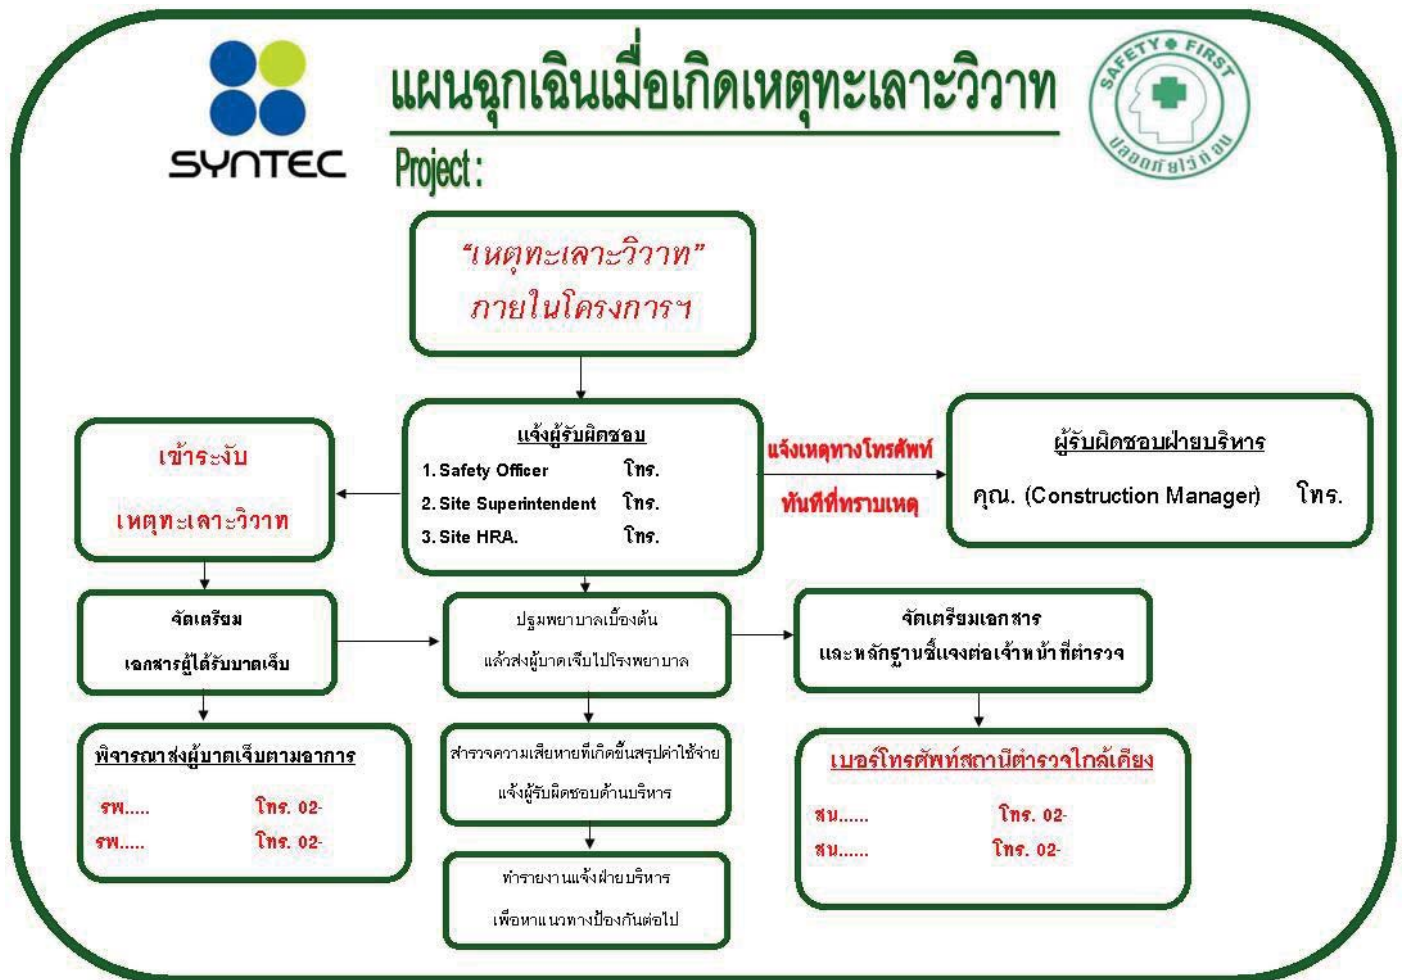 SYNTEC
แผนฉุกเฉินเมื่อเกิดเหตุทะเลาะวิวาท
Project :
SAFETY FIRST
ปลอดภัยไว้ก่อน
“เหตุทะเลาะวิวาท”
ภายในโครงการฯ
เข้าระงับ
เหตุทะเลาะวิวาท
แจ้งผู้รับผิดชอบ
1. Safety Officer โทร.
2. Site Superintendent โทร.
3. Site HRA. โทร.
แจ้งเหตุทางโทรศัพท์
ทันทีที่ทราบเหตุ
ผู้รับผิดชอบฝ่ายบริหาร
คุณ. (Construction Manager) โทร.
จัดเตรียม
เอกสารผู้ได้รับบาดเจ็บ
ปฐมพยาบาลเบื้องต้น
แล้วส่งผู้บาดเจ็บไปโรงพยาบาล
จัดเตรียมเอกสาร
และหลักฐานชี้แจงต่อเจ้าหน้าที่ตำรวจ
พิจารณาส่งผู้บาดเจ็บตามอาการ
รพ..... โทร. 02-
รพ..... โทร. 02-
สำรวจความเสียหายที่เกิดขึ้นสรุปค่าใช้จ่าย
แจ้งผู้รับผิดชอบด้านบริหาร
เบอร์โทรศัพท์สถานีตำรวจใกล้เคียง
สน...... โทร. 02-
สน...... โทร. 02-
ทำรายงานแจ้งฝ่ายบริหาร
เพื่อหาแนวทางป้องกันต่อไป